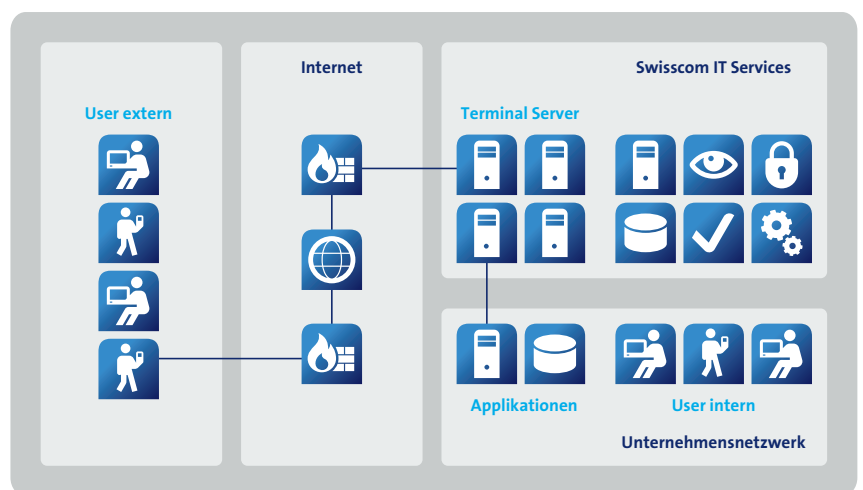 Internet
Swisscom IT Services
User extern
Terminal Server
Applikationen
User intern
Unternehmensnetzwerk